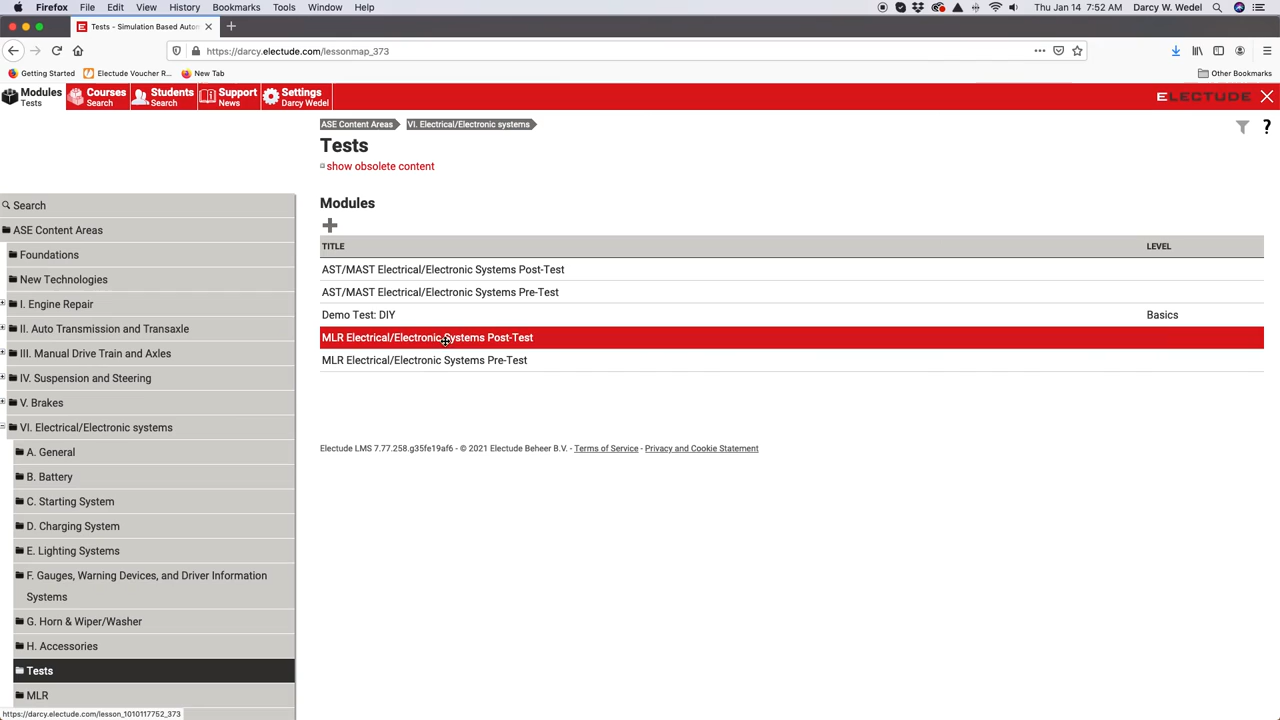 Firefox File Edit View History Bookmarks Tools Window Help
Thu Jan 14 7:52 AM Darcy W. Wedel
Tests - Simulation Based Auton
https://darcy.electude.com/lessonmap_373
Getting Started Electude Voucher R... New Tab Other Bookmarks
Modules Tests
Courses Search
Students Search
Support News
Settings Darcy Wedel
ELECTUDE
ASE Content Areas VI. Electrical/Electronic systems
?
Tests
show obsolete content
Modules
TITLE LEVEL
AST/MAST Electrical/Electronic Systems Post-Test
AST/MAST Electrical/Electronic Systems Pre-Test
Demo Test: DIY Basics
MLR Electrical/Electronic Systems Post-Test
MLR Electrical/Electronic Systems Pre-Test
Electude LMS 7.77.258.g35fe19af6 - © 2021 Electude Beheer B.V. - Terms of Service - Privacy and Cookie Statement
Search
ASE Content Areas
Foundations
New Technologies
I. Engine Repair
II. Auto Transmission and Transaxle
III. Manual Drive Train and Axles
IV. Suspension and Steering
V. Brakes
VI. Electrical/Electronic systems
A. General
B. Battery
C. Starting System
D. Charging System
E. Lighting Systems
F. Gauges, Warning Devices, and Driver Information
Systems
G. Horn & Wiper/Washer
H. Accessories
Tests
MLR
https://darcy.electude.com/lesson_1010117752_373